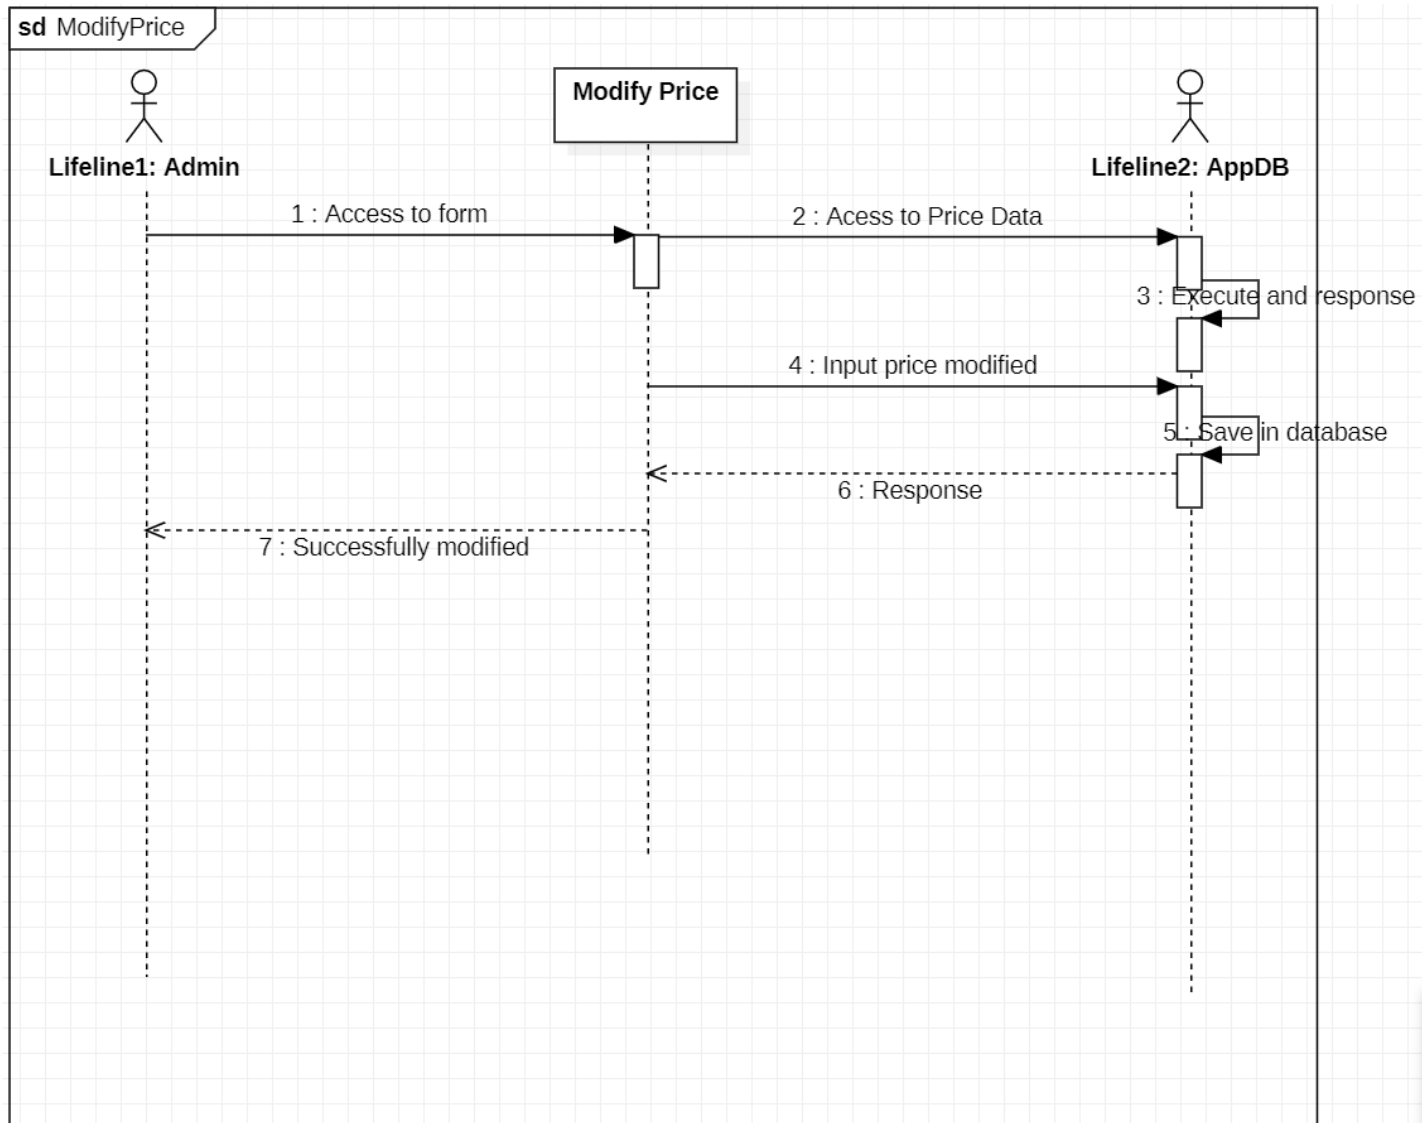 sd ModifyPrice
Modify Price
Lifeline1: Admin
Lifeline2: AppDB
1 : Access to form
2 : Acess to Price Data
3 : Execute and response
4 : Input price modified
5 : Save in database
6 : Response
7 : Successfully modified